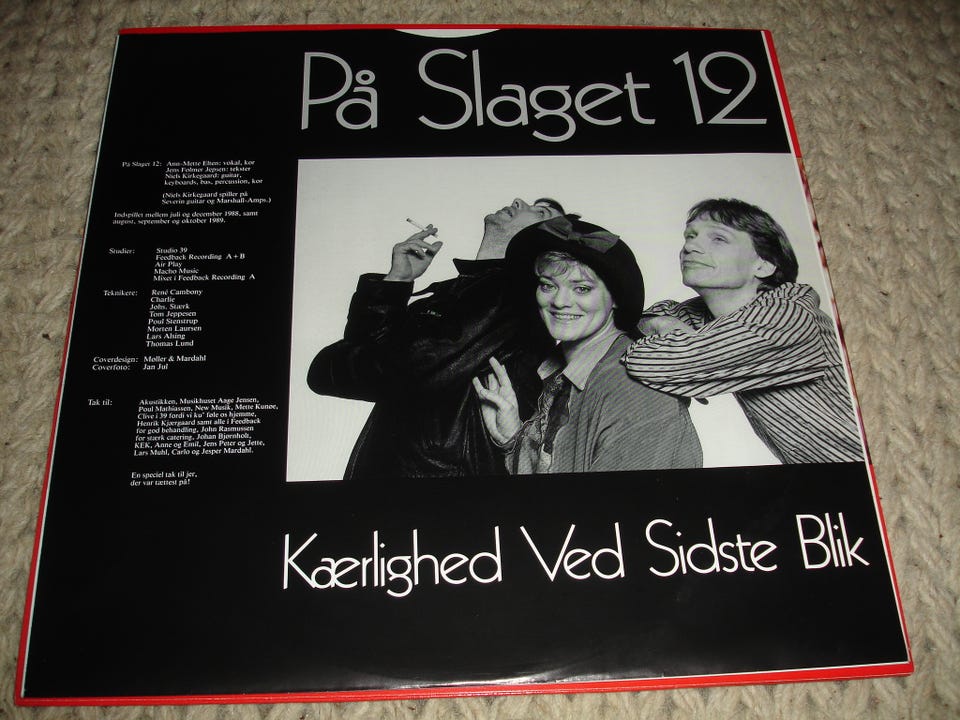 På Slaget 12
På Slaget 12: Ann-Mette Elten: vokal, kor
Jens Folmer Jepsen: tekster
Niels Kirkegaard: guitar,
keyboards, bas, percussion, kor
(Niels Kirkegaard spiller på
Severin guitar og Marshall-Amps.)
Indspillet mellem juli og december 1988, samt
august, september og oktober 1989.
Studier: Studio 39
Feedback Recording A + B
Air Play
Macho Music
Mixet i Feedback Recording A
Teknikere: René Cambony
Charlie
Johs. Stærk
Tom Jeppesen
Poul Stenstrup
Morten Laursen
Lars Alsing
Thomas Lund
Coverdesign: Møller & Mardahl
Coverfoto: Jan Jul
Tak til: Akustikken, Musikhuset Aage Jensen,
Poul Mathiassen, New Musik, Mette Kunøe,
Clive i 39 fordi vi ku' føle os hjemme,
Henrik Kjærgaard samt alle i Feedback
for god behandling, John Rasmussen
for stærk catering, Johan Bjørnholt,
KEK, Anne og Emil, Jens Peter og Jette,
Lars Muhl, Carlo og Jesper Mardahl.
En speciel tak til jer,
der var tættest på!
Kærlighed Ved Sidste Blik